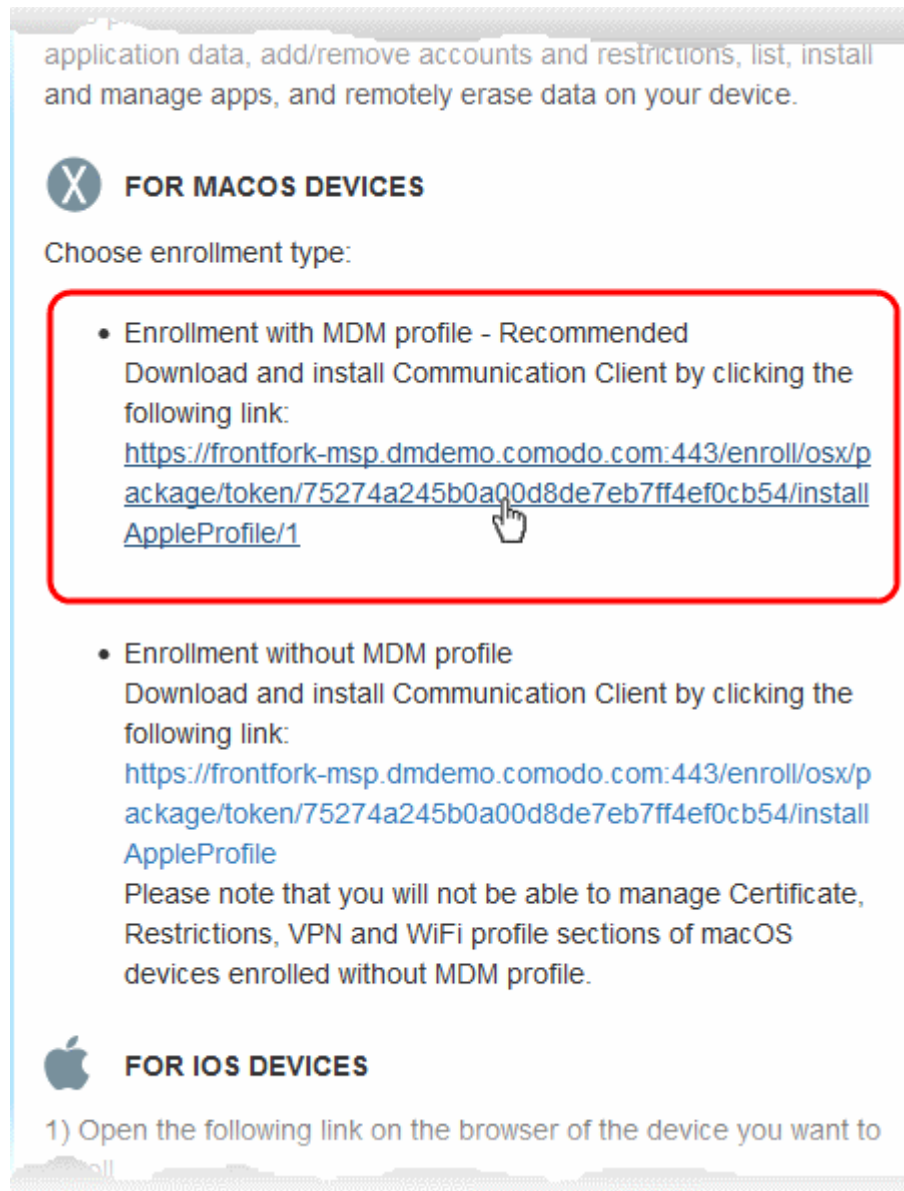 application data, add/remove accounts and restrictions, list, install
and manage apps, and remotely erase data on your device.
X FOR MACOS DEVICES
Choose enrollment type:
• Enrollment with MDM profile - Recommended
Download and install Communication Client by clicking the
following link:
https://frontfork-msp.dmdemo.comodo.com:443/enroll/osx/p
ackage/token/75274a245b0a00d8de7eb7ff4ef0cb54/install
AppleProfile/1
• Enrollment without MDM profile
Download and install Communication Client by clicking the
following link:
https://frontfork-msp.dmdemo.comodo.com:443/enroll/osx/p
ackage/token/75274a245b0a00d8de7eb7ff4ef0cb54/install
AppleProfile
Please note that you will not be able to manage Certificate,
Restrictions, VPN and WiFi profile sections of macOS
devices enrolled without MDM profile.
FOR IOS DEVICES
1) Open the following link on the browser of the device you want to